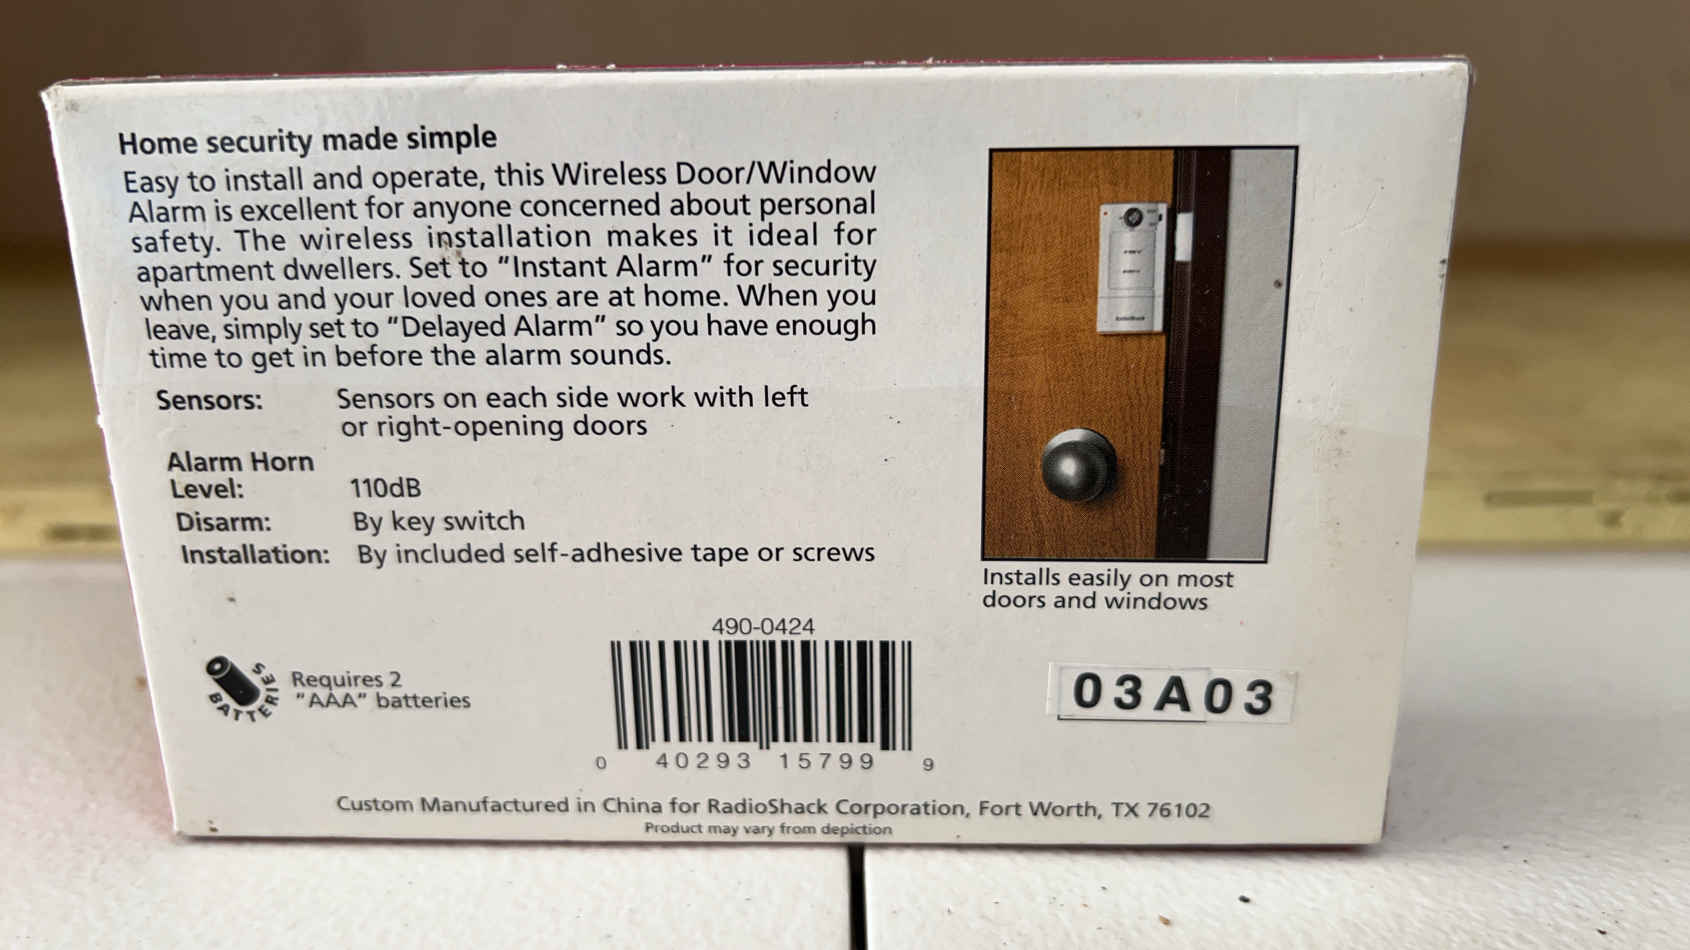 Home security made simple
Easy to install and operate, this Wireless Door/Window
Alarm is excellent for anyone concerned about personal
safety. The wireless installation makes it ideal for
apartment dwellers. Set to "Instant Alarm" for security
when you and your loved ones are at home. When you
leave, simply set to "Delayed Alarm" so you have enough
time to get in before the alarm sounds.
Sensors: Sensors on each side work with left
or right-opening doors
Alarm Horn
Level: 110dB
Disarm: By key switch
Installation: By included self-adhesive tape or screws
RadioShack
Installs easily on most
doors and windows
BATTERIES
Requires 2
"AAA" batteries
490-0424
0 40293 15799 9
03A03
Custom Manufactured in China for RadioShack Corporation, Fort Worth, TX 76102
Product may vary from depiction